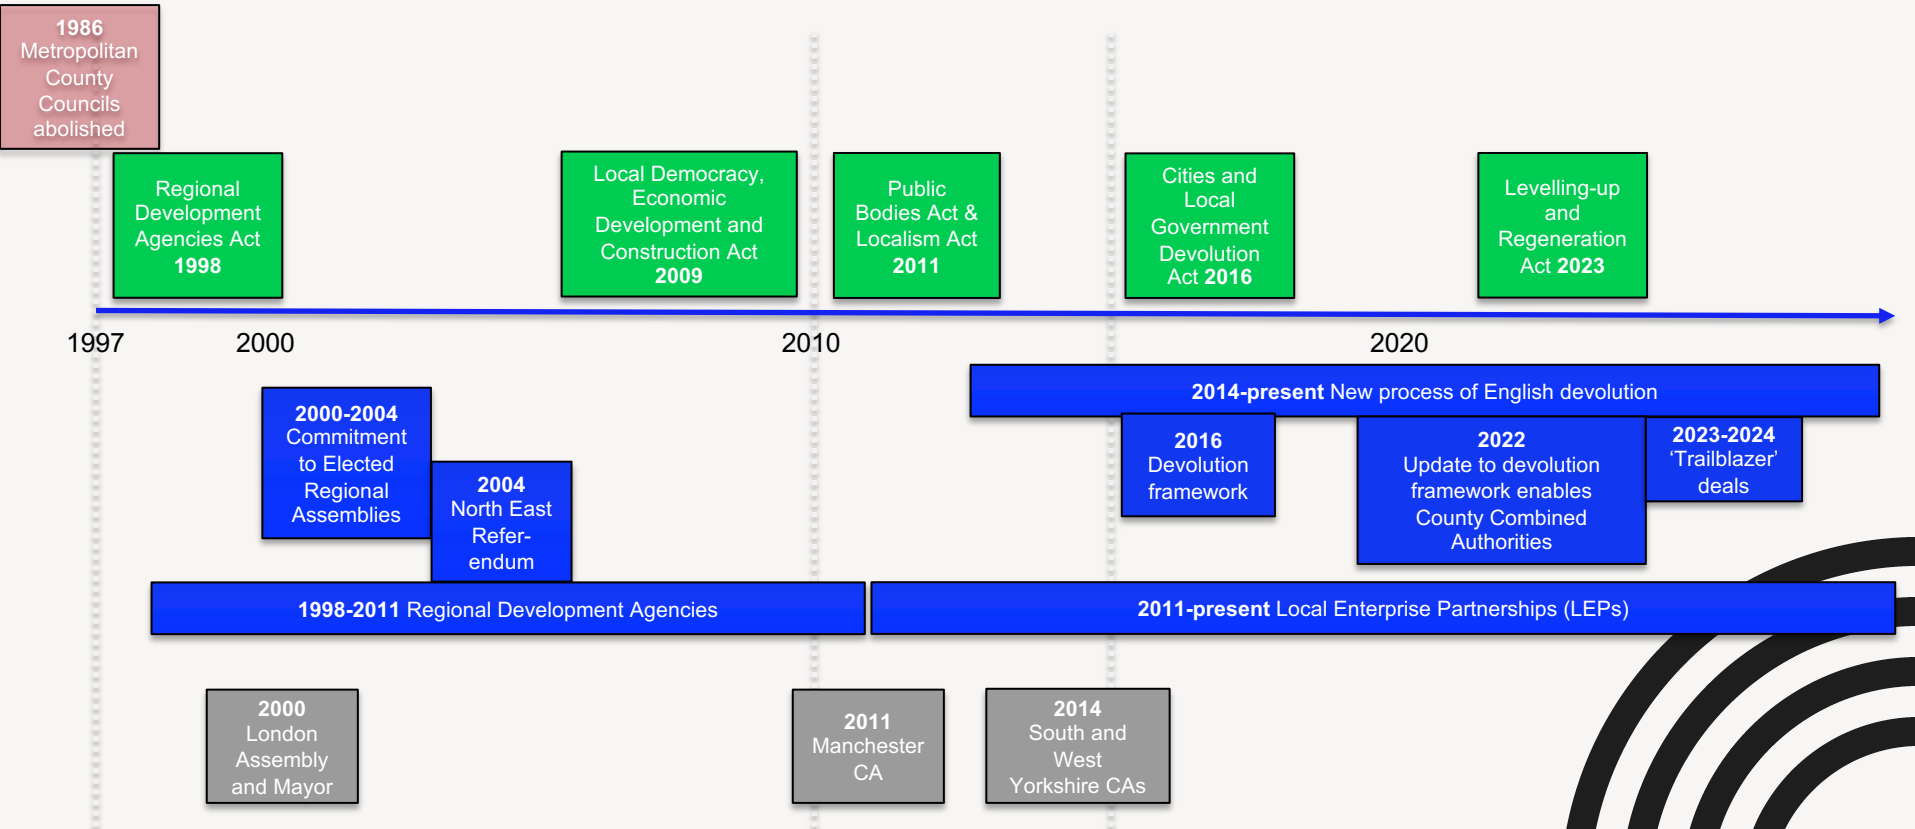 1986
Metropolitan
County
Councils
abolished
Regional
Development
Agencies Act
1998
Local Democracy,
Economic
Development and
Construction Act
2009
Public
Bodies Act &
Localism Act
2011
Cities and
Local
Government
Devolution
Act 2016
Levelling-up
and
Regeneration
Act 2023
1997
2000
2010
2020
2014-present New process of English devolution
2000-2004
Commitment
to Elected
Regional
Assemblies
2004
North East
Refer-
endum
2016
Devolution
framework
2022
Update to devolution
framework enables
County Combined
Authorities
2023-2024
‘Trailblazer’
deals
1998-2011 Regional Development Agencies
2011-present Local Enterprise Partnerships (LEPs)
2000
London
Assembly
and Mayor
2011
Manchester
CA
2014
South and
West
Yorkshire CAs